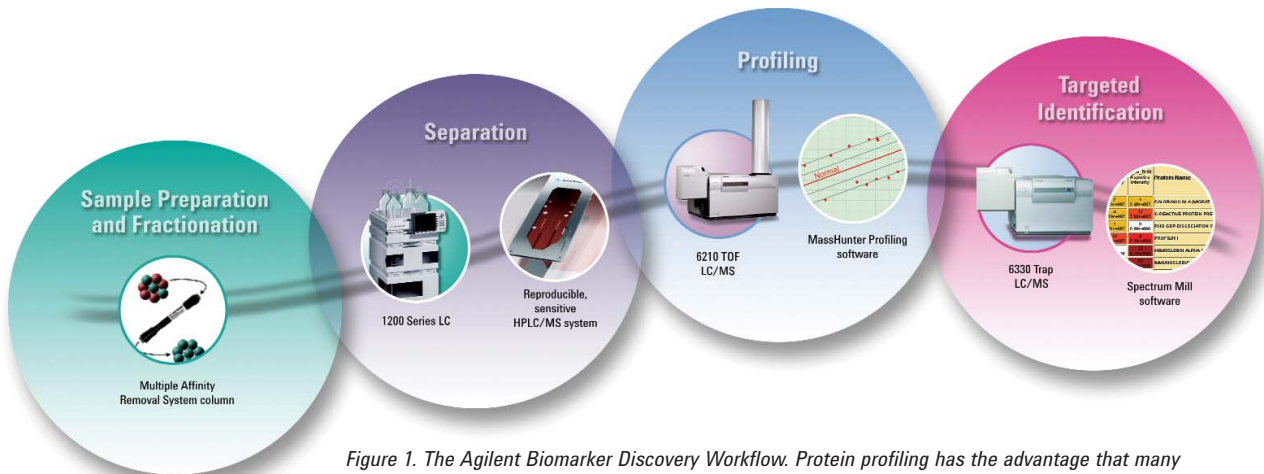 Sample Preparation
and Fractionation
Multiple Affinity
Removal System column
Separation
1200 Series LC
Reproducible,
sensitive
HPLC/MS system
Profiling
6210 TOF
LC/MS
Normal
MassHunter Profiling
software
Targeted
Identification
6330 Trap
LC/MS
Protein Name
C-REACTIVE PROTEIN PRE
Spectrum Mill
software
Figure 1. The Agilent Biomarker Discovery Workflow. Protein profiling has the advantage that many